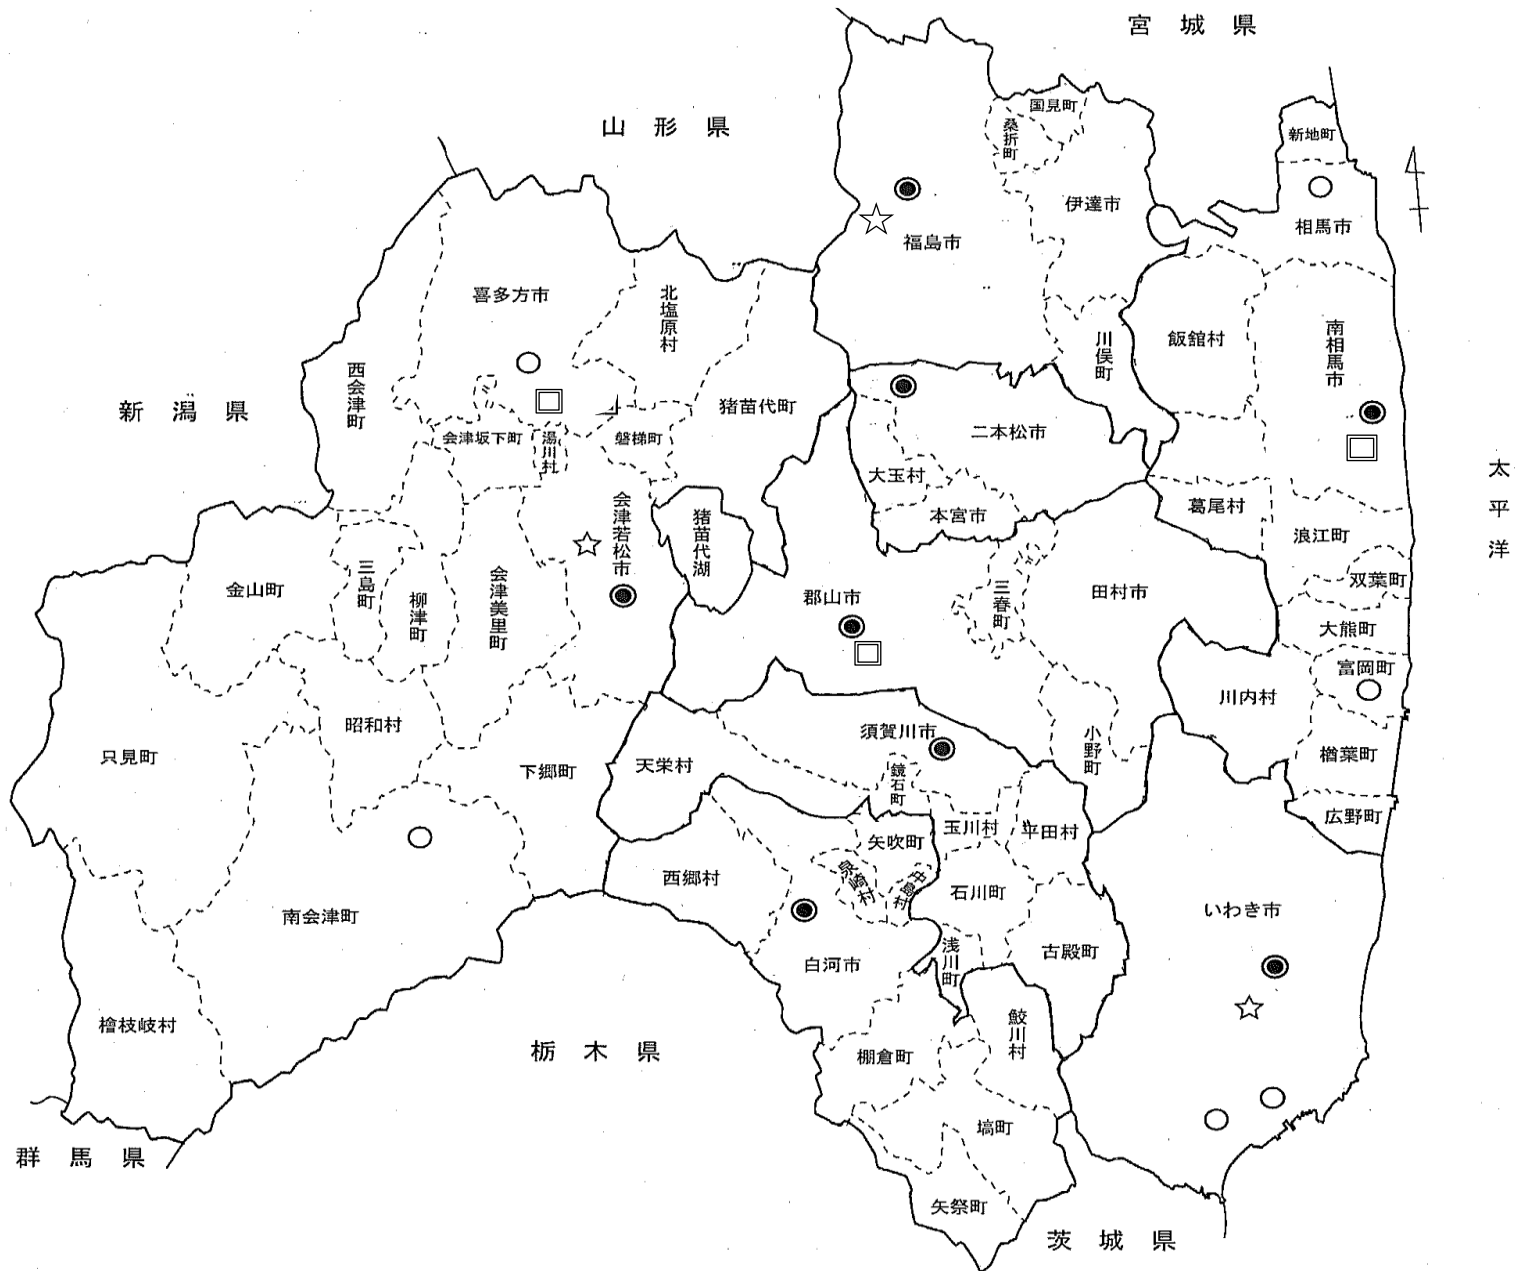 宮城県
山形県
国見町
桑折町
新地町
伊達市
相馬市
福島市
喜多方市
北塩原村
川俣町
飯舘村
南相馬市
西会津町
新潟県
猪苗代町
会津坂下町
湯川村
磐梯町
二本松市
大玉村
本宮市
葛尾村
浪江町
太平洋
会津若松市
猪苗代湖
双葉町
金山町
三島町
柳津町
会津美里町
郡山市
三春町
田村市
大熊町
富岡町
川内村
只見町
昭和村
下郷町
天栄村
須賀川市
鏡石町
小野町
楢葉町
広野町
玉川村
平田村
矢吹町
泉崎村
中島村
西郷村
石川町
南会津町
いわき市
白河市
浅川町
古殿町
檜枝岐村
鮫川村
栃木県
棚倉町
塙町
群馬県
矢祭町
茨城県